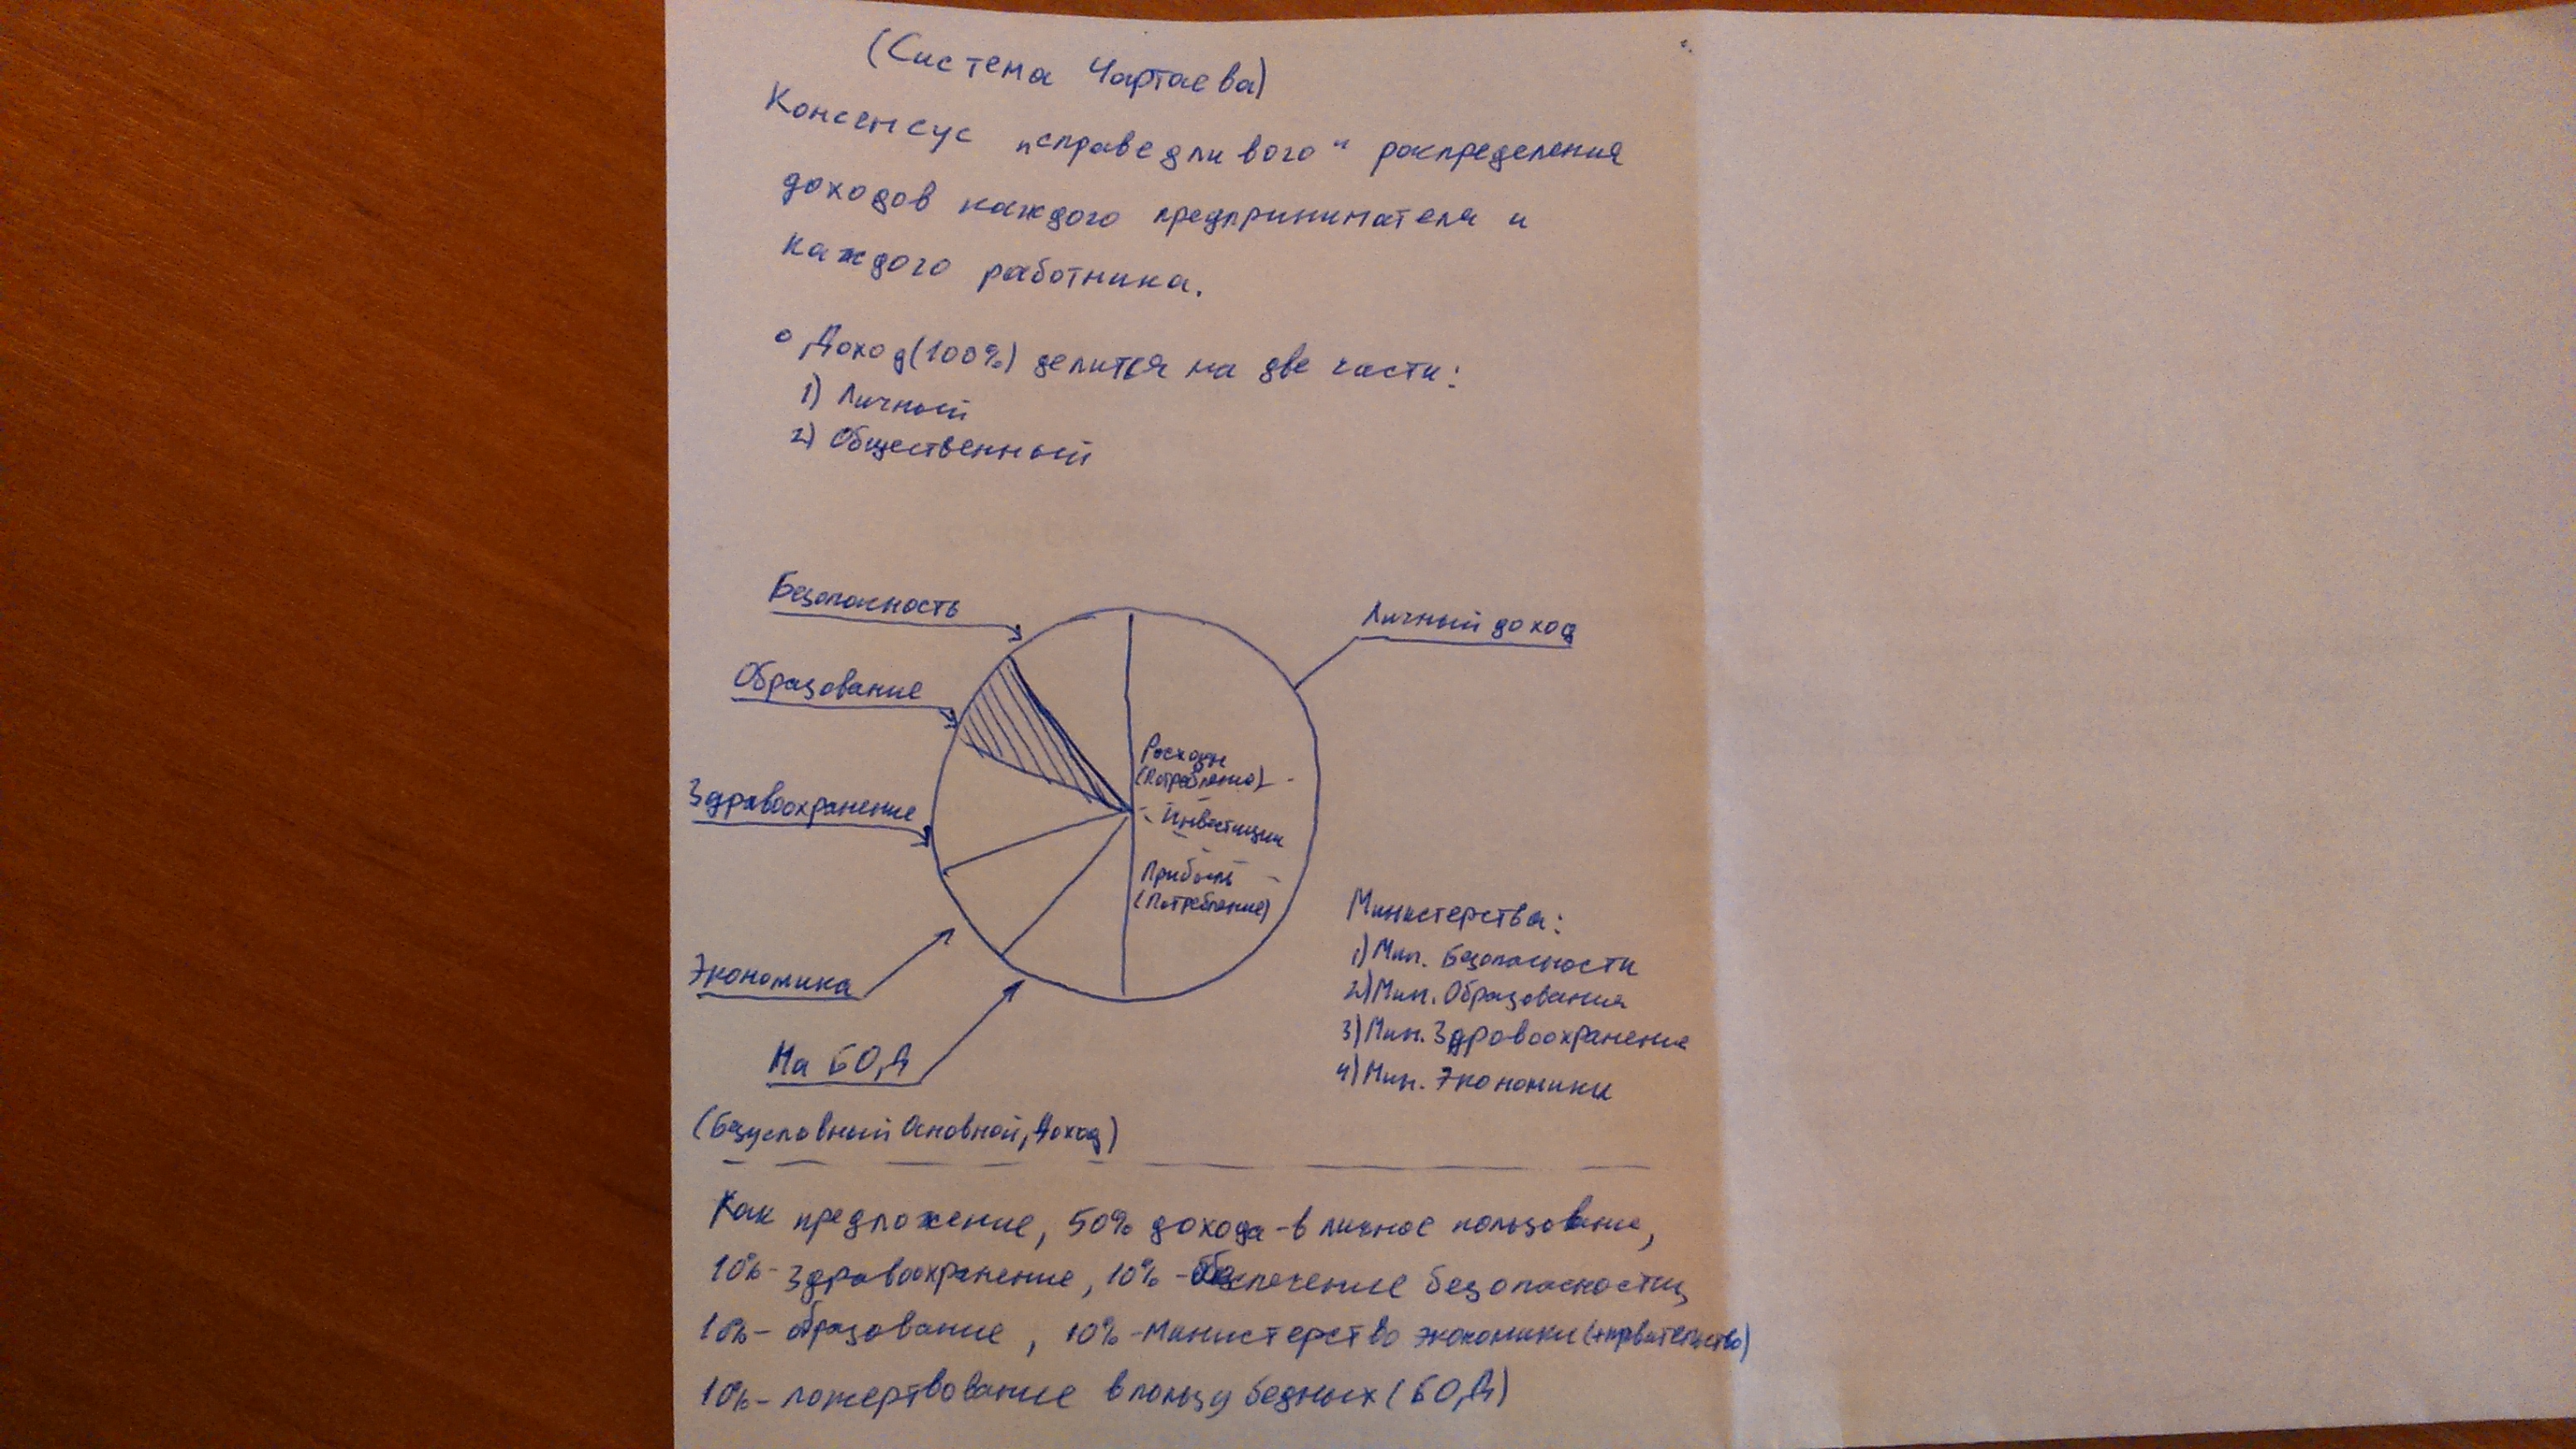 (Система Чартаева)
Консенсус „справедливого“ распределения
доходов каждого предпринимателя и
каждого работника.
Доход (100%) делится на две части:
1) Личный
2) Общественный
Безопасность
Личный доход
Образование
Расходы
(Потребление)
Здравоохранение
Инвестиции
Прибыль
(Потребление)
Министерства:
1) Мин. Безопасности
2) Мин. Образования
3) Мин. Здравоохранение
4) Мин. Экономики
Экономика
На БОД
(Безусловный Основной Доход)
Как предложение, 50% дохода - в личное пользование,
10% - Здравоохранение, 10% - Обеспечение безопасности,
10% - образование, 10% - Министерство экономики (+правительство)
10% - пожертвование в пользу бедных (БОД)